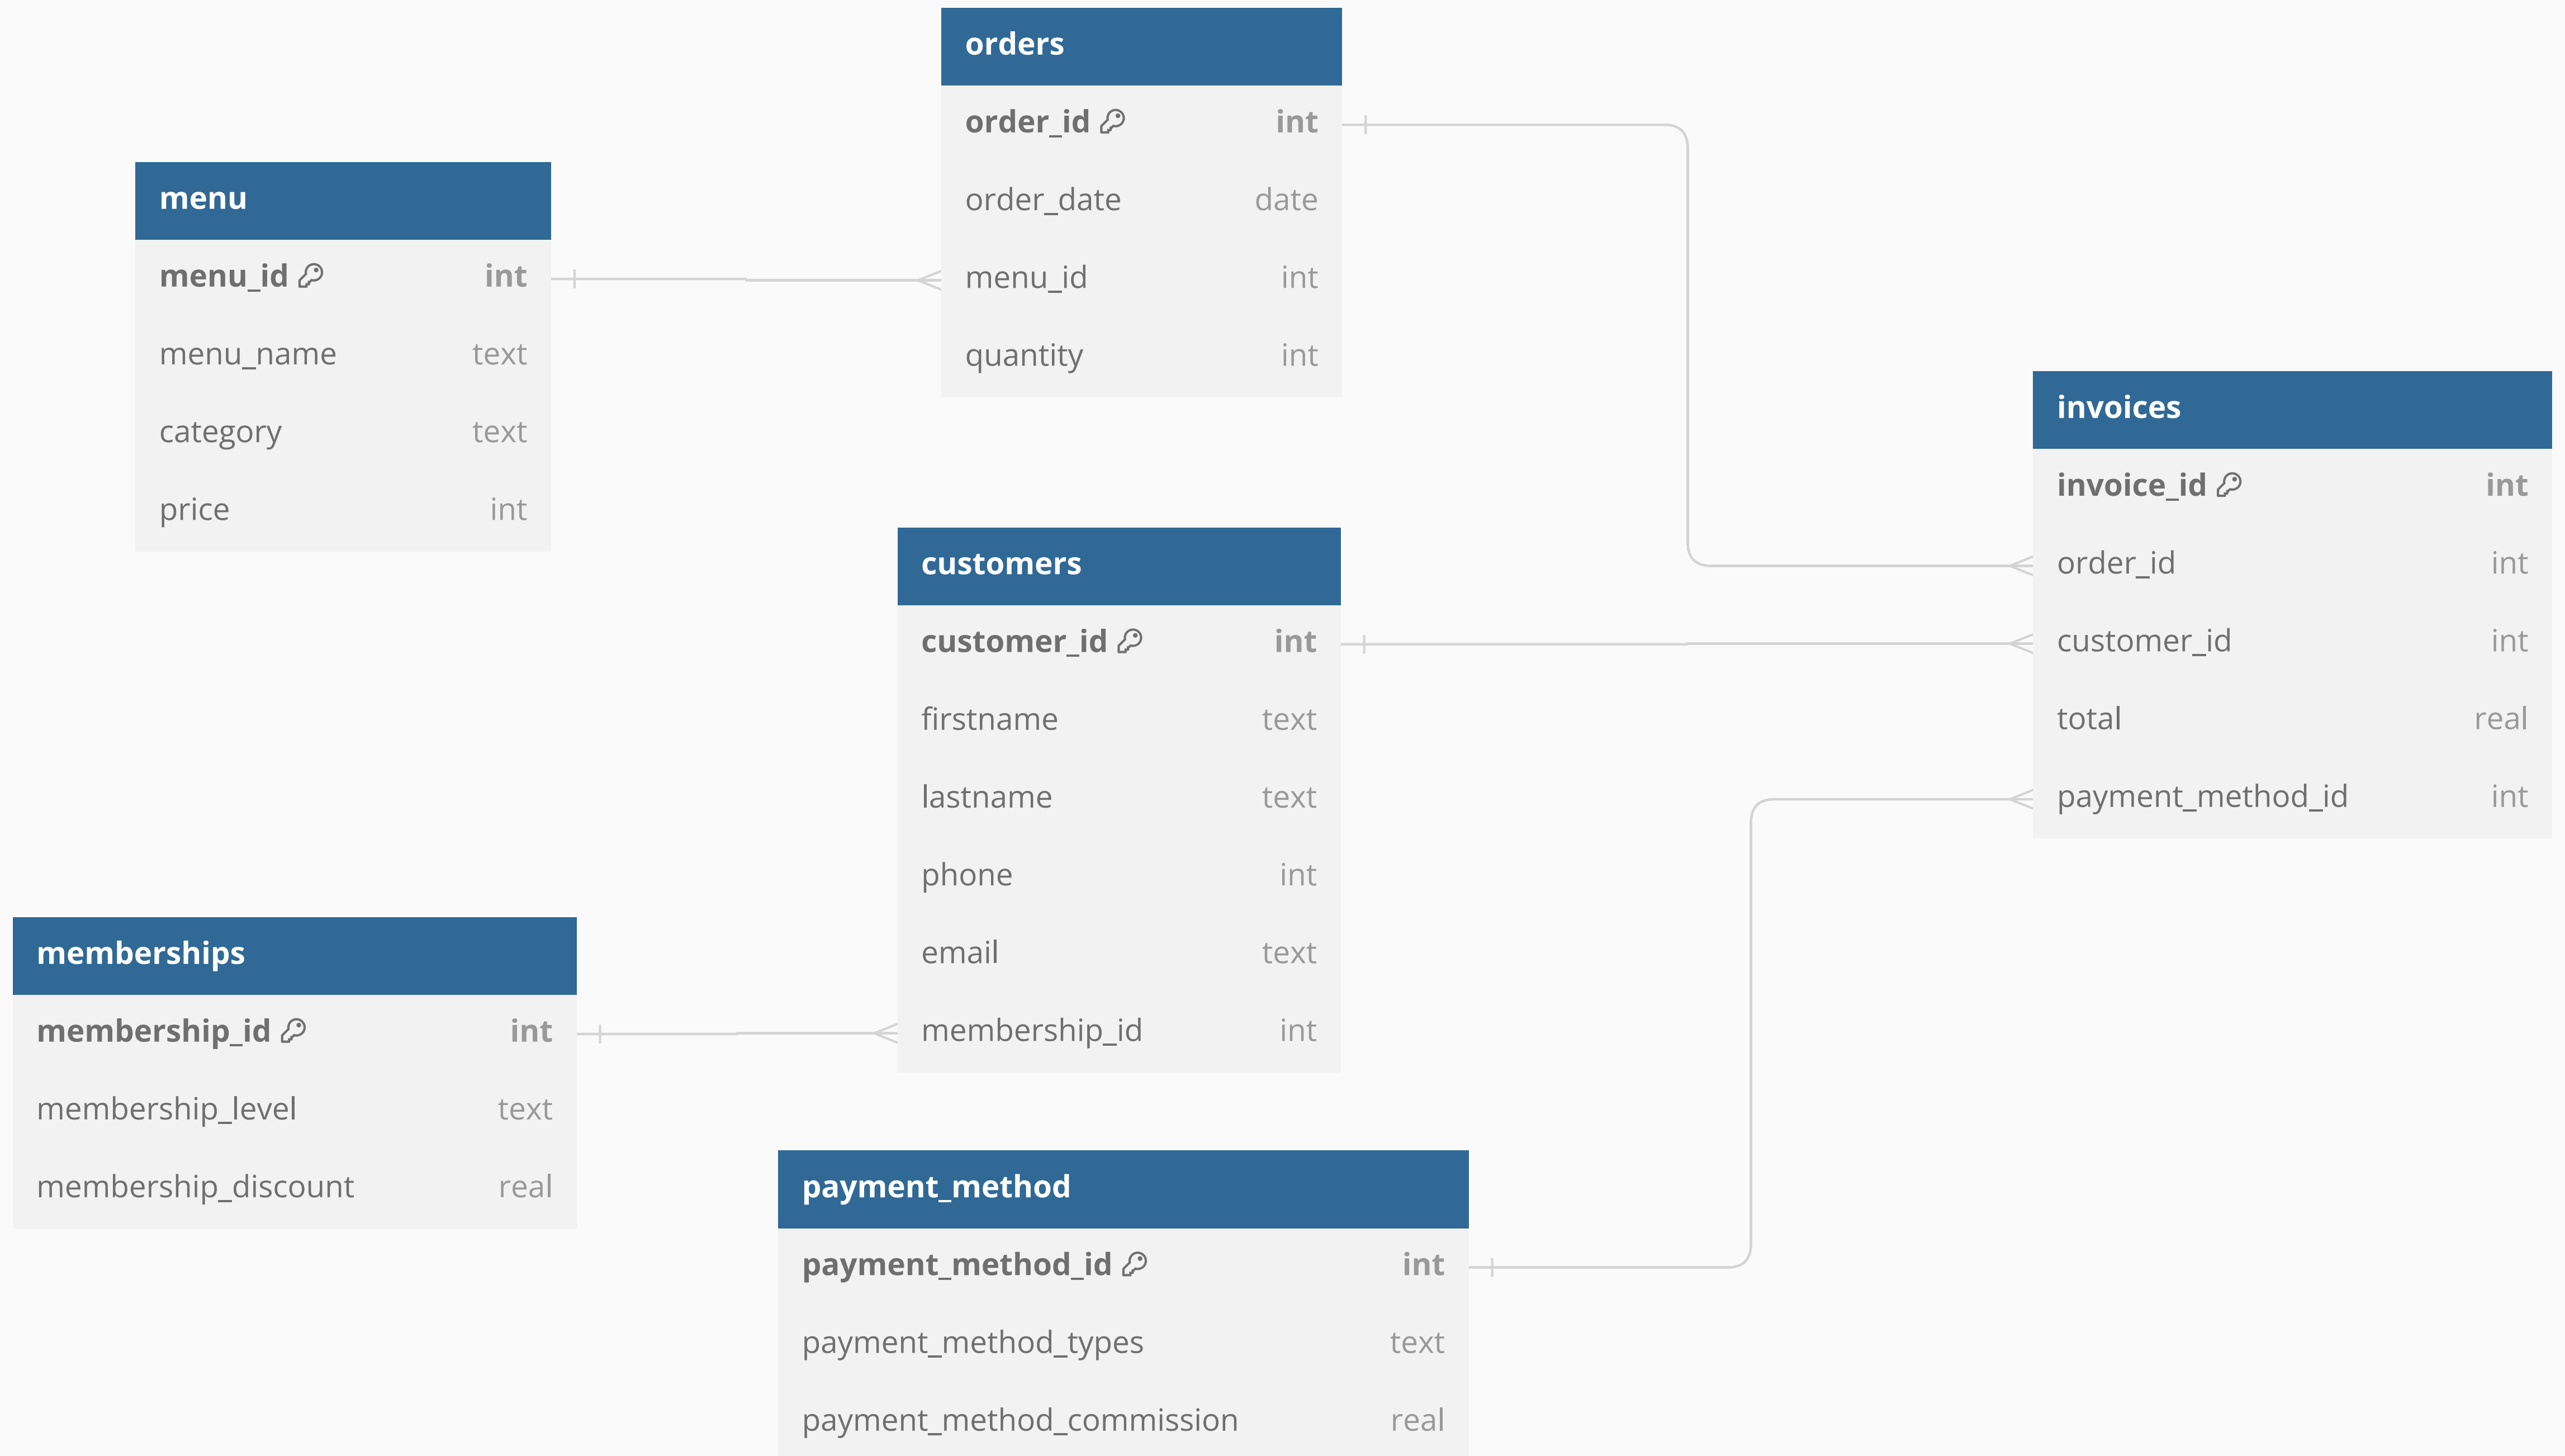 orders
order_id int
order_date date
menu_id int
quantity int
menu
menu_id int
menu_name text
category text
price int
invoices
invoice_id int
order_id int
customer_id int
total real
payment_method_id int
customers
customer_id int
firstname text
lastname text
phone int
email text
membership_id int
memberships
membership_id int
membership_level text
membership_discount real
payment_method
payment_method_id int
payment_method_types text
payment_method_commission real